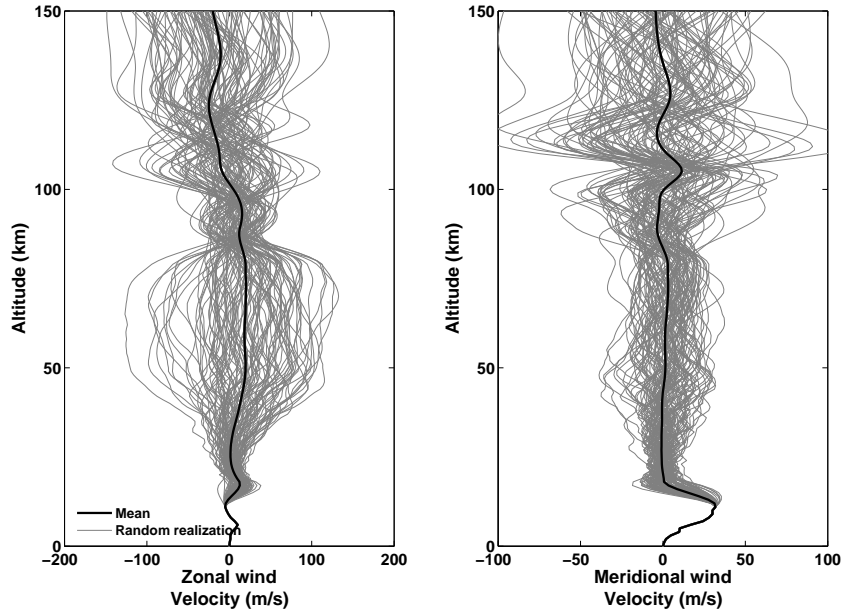 150
100
50
0
Altitude (km)
Mean
Random realization
−200
−100
0
100
200
Zonal wind
Velocity (m/s)
150
100
50
0
Altitude (km)
−100
−50
0
50
100
Meridional wind
Velocity (m/s)